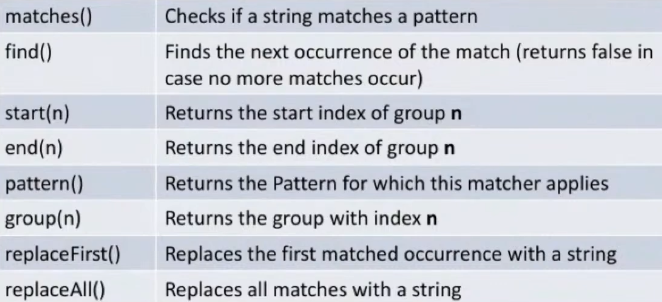 matches() Checks if a string matches a pattern
find() Finds the next occurrence of the match (returns false in
case no more matches occur)
start(n) Returns the start index of group n
end(n) Returns the end index of group n
pattern() Returns the Pattern for which this matcher applies
group(n) Returns the group with index n
replaceFirst() Replaces the first matched occurrence with a string
replaceAll() Replaces all matches with a string